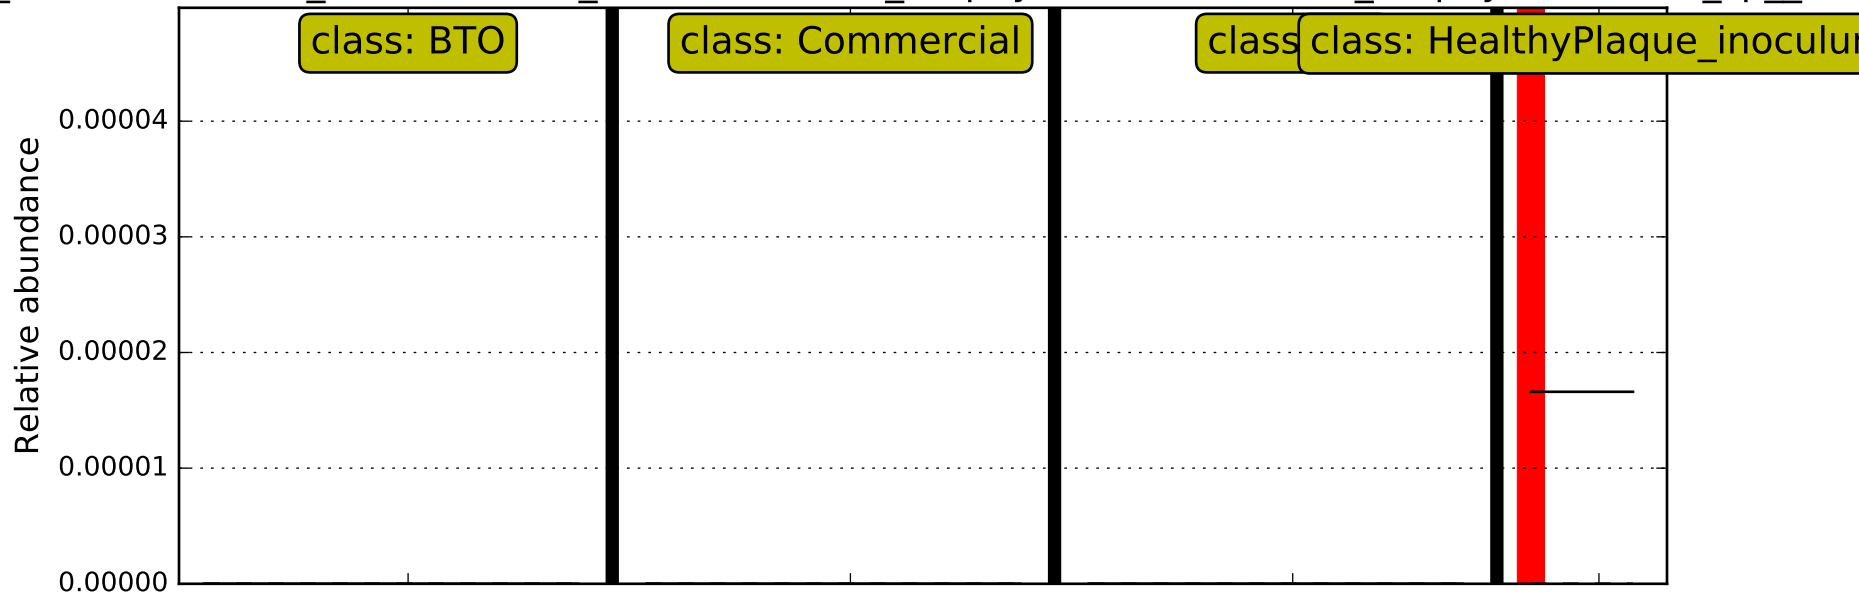 class: BTO
class: Commercial
class
class: HealthyPlaque_inoculu
0.00004
0.00003
0.00002
0.00001
0.00000
Relative abundance